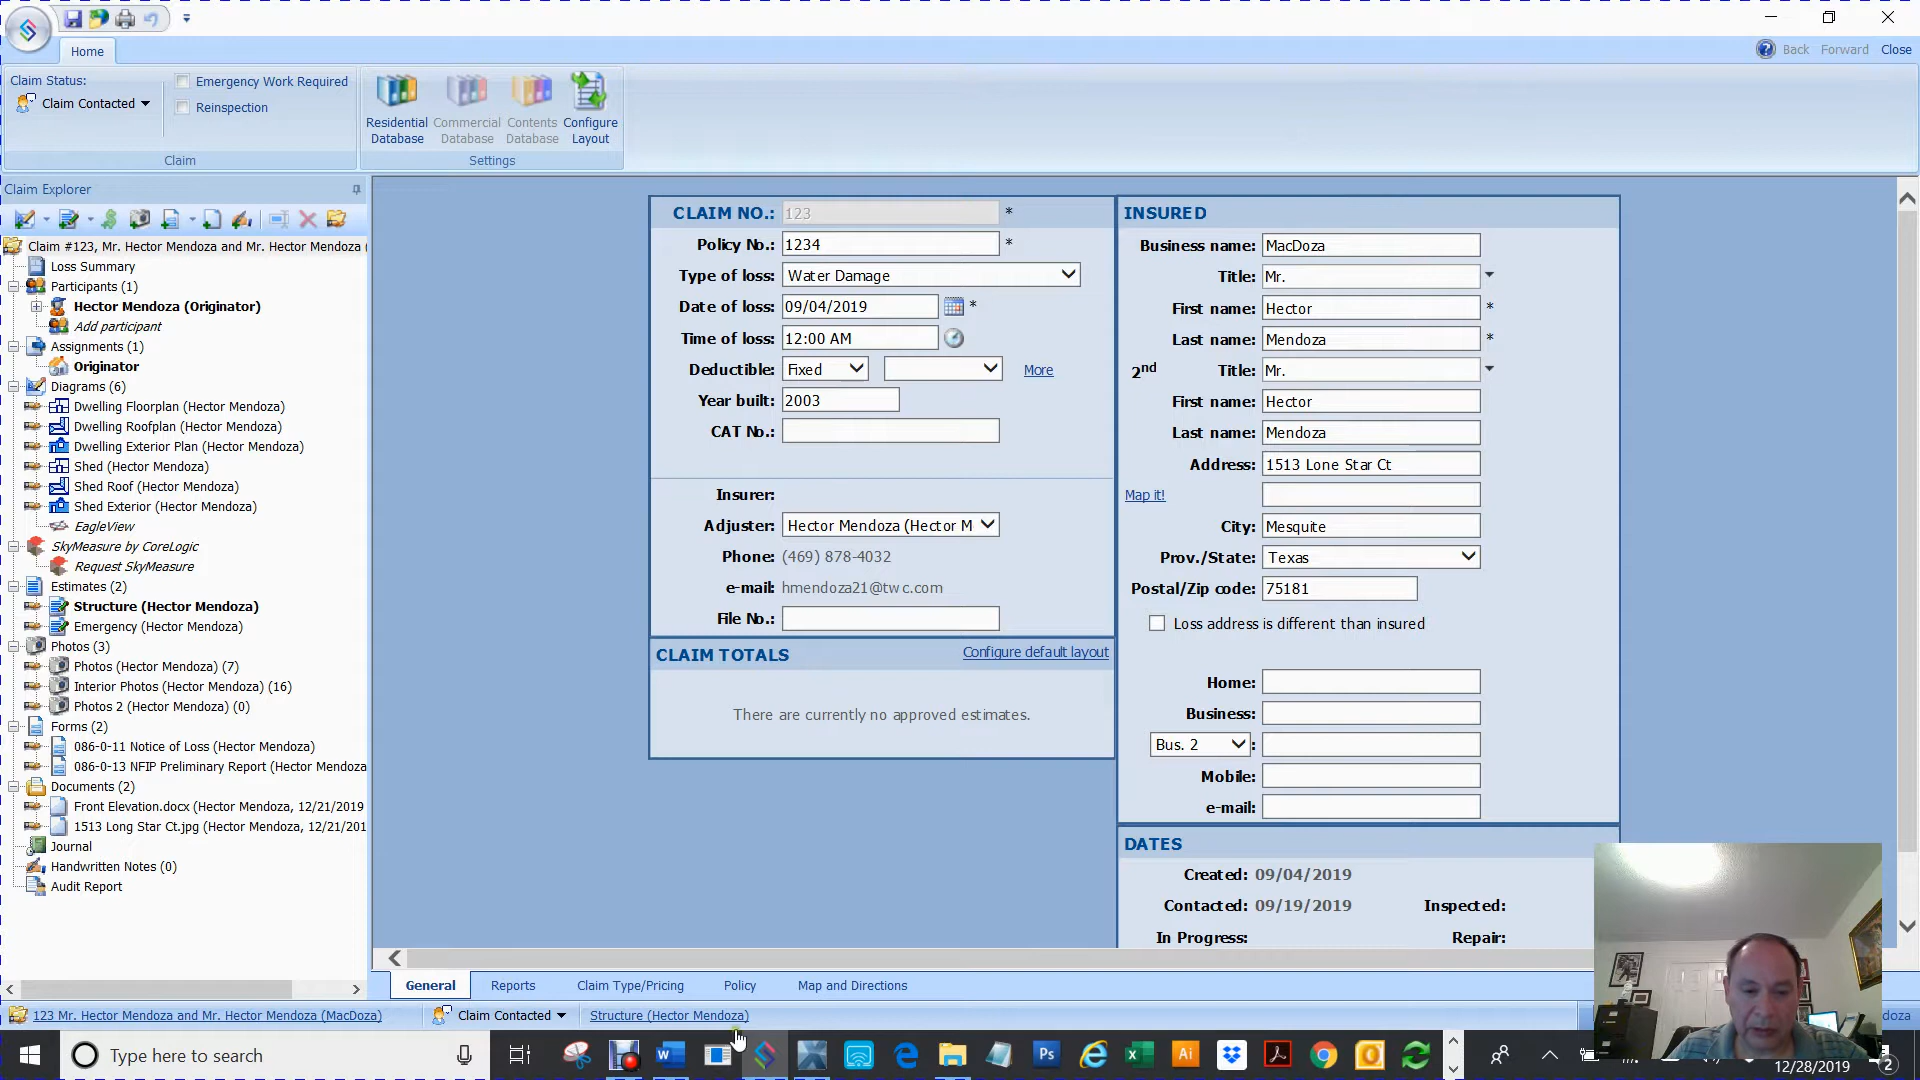 Home
Back Forward Close
Claim Status:
Claim Contacted
Emergency Work Required
Reinspection
Claim
Residential Database
Commercial Database
Contents Database
Configure Layout
Settings
Claim Explorer
Claim #123, Mr. Hector Mendoza and Mr. Hector Mendoza (
Loss Summary
Participants (1)
Hector Mendoza (Originator)
Add participant
Assignments (1)
Originator
Diagrams (6)
Dwelling Floorplan (Hector Mendoza)
Dwelling Roofplan (Hector Mendoza)
Dwelling Exterior Plan (Hector Mendoza)
Shed (Hector Mendoza)
Shed Roof (Hector Mendoza)
Shed Exterior (Hector Mendoza)
EagleView
SkyMeasure by CoreLogic
Request SkyMeasure
Estimates (2)
Structure (Hector Mendoza)
Emergency (Hector Mendoza)
Photos (3)
Photos (Hector Mendoza) (7)
Interior Photos (Hector Mendoza) (16)
Photos 2 (Hector Mendoza) (0)
Forms (2)
086-0-11 Notice of Loss (Hector Mendoza)
086-0-13 NFIP Preliminary Report (Hector Mendoza
Documents (2)
Front Elevation.docx (Hector Mendoza, 12/21/2019
1513 Long Star Ct.jpg (Hector Mendoza, 12/21/201
Journal
Handwritten Notes (0)
Audit Report
CLAIM NO.: 123 *
Policy No.: 1234 *
Type of loss: Water Damage
Date of loss: 09/04/2019 *
Time of loss: 12:00 AM
Deductible: Fixed More
Year built: 2003
CAT No.:
Insurer:
Adjuster: Hector Mendoza (Hector M
Phone: (469) 878-4032
e-mail: hmendoza21@twc.com
File No.:
CLAIM TOTALS Configure default layout
There are currently no approved estimates.
INSURED
Business name: MacDoza
Title: Mr.
First name: Hector *
Last name: Mendoza *
2nd Title: Mr.
First name: Hector
Last name: Mendoza
Address: 1513 Lone Star Ct
Map it!
City: Mesquite
Prov./State: Texas
Postal/Zip code: 75181
Loss address is different than insured
Home:
Business:
Bus. 2 :
Mobile:
e-mail:
DATES
Created: 09/04/2019
Contacted: 09/19/2019 Inspected:
In Progress: Repair:
General Reports Claim Type/Pricing Policy Map and Directions
123 Mr. Hector Mendoza and Mr. Hector Mendoza (MacDoza) Claim Contacted Structure (Hector Mendoza) doza
Type here to search
12/28/2019 2